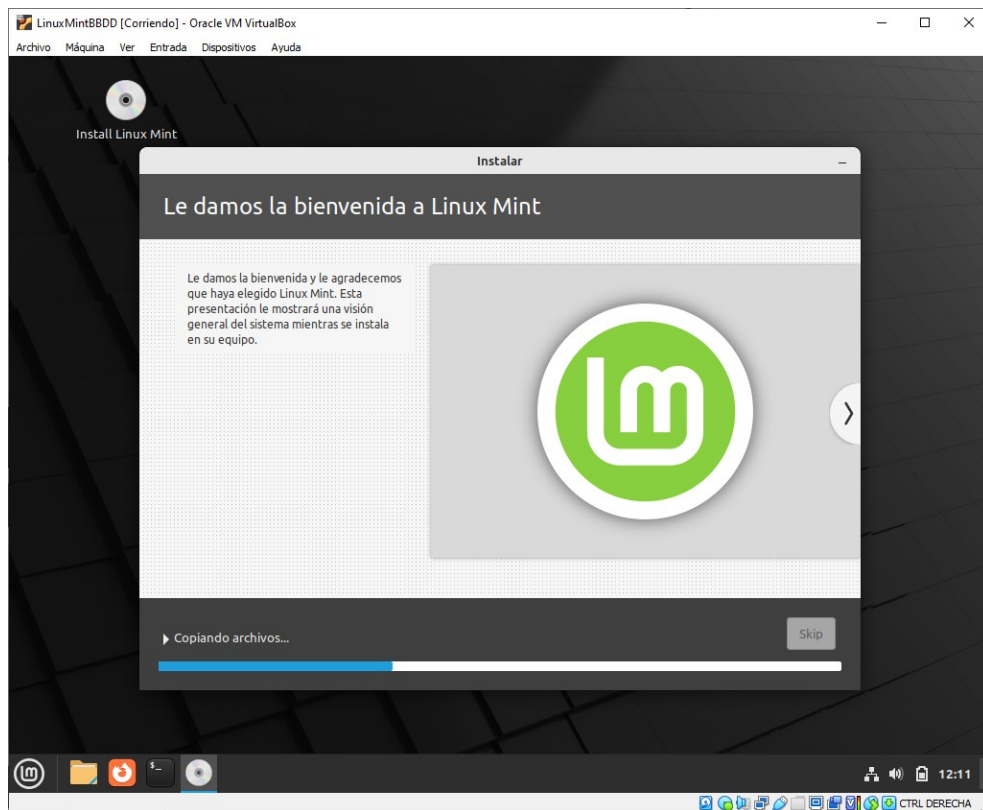 LinuxMintBBDD [Corriendo] - Oracle VM VirtualBox
Archivo Máquina Ver Entrada Dispositivos Ayuda
Install Linux Mint
Instalar
Le damos la bienvenida a Linux Mint
Le damos la bienvenida y le agradecemos
que haya elegido Linux Mint. Esta
presentación le mostrará una visión
general del sistema mientras se instala
en su equipo.
Copiando archivos...
Skip
$_
12:11
CTRL DERECHA